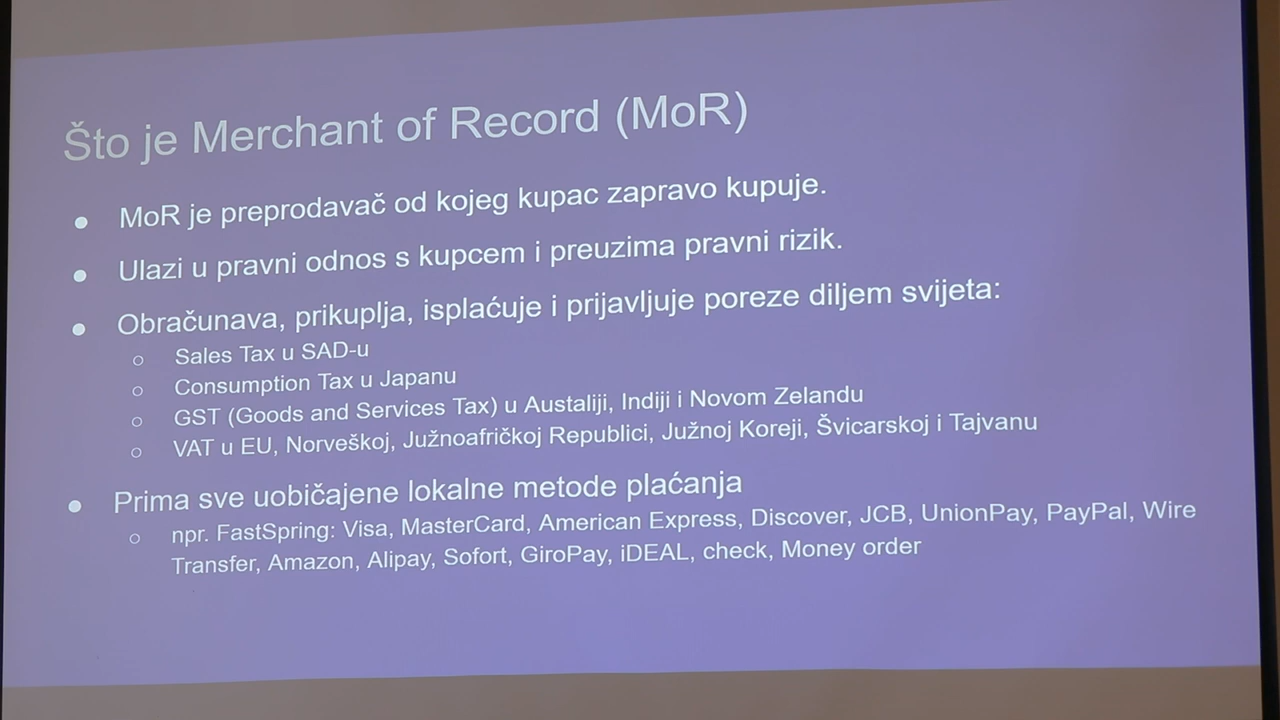 Što je Merchant of Record (MoR)
● MoR je preprodavač od kojeg kupac zapravo kupuje.
● Ulazi u pravni odnos s kupcem i preuzima pravni rizik.
● Obračunava, prikuplja, isplaćuje i prijavljuje poreze diljem svijeta:
○ Sales Tax u SAD-u
○ Consumption Tax u Japanu
○ GST (Goods and Services Tax) u Austaliji, Indiji i Novom Zelandu
○ VAT u EU, Norveškoj, Južnoafričkoj Republici, Južnoj Koreji, Švicarskoj i Tajvanu
● Prima sve uobičajene lokalne metode plaćanja
○ npr. FastSpring: Visa, MasterCard, American Express, Discover, JCB, UnionPay, PayPal, Wire
Transfer, Amazon, Alipay, Sofort, GiroPay, iDEAL, check, Money order